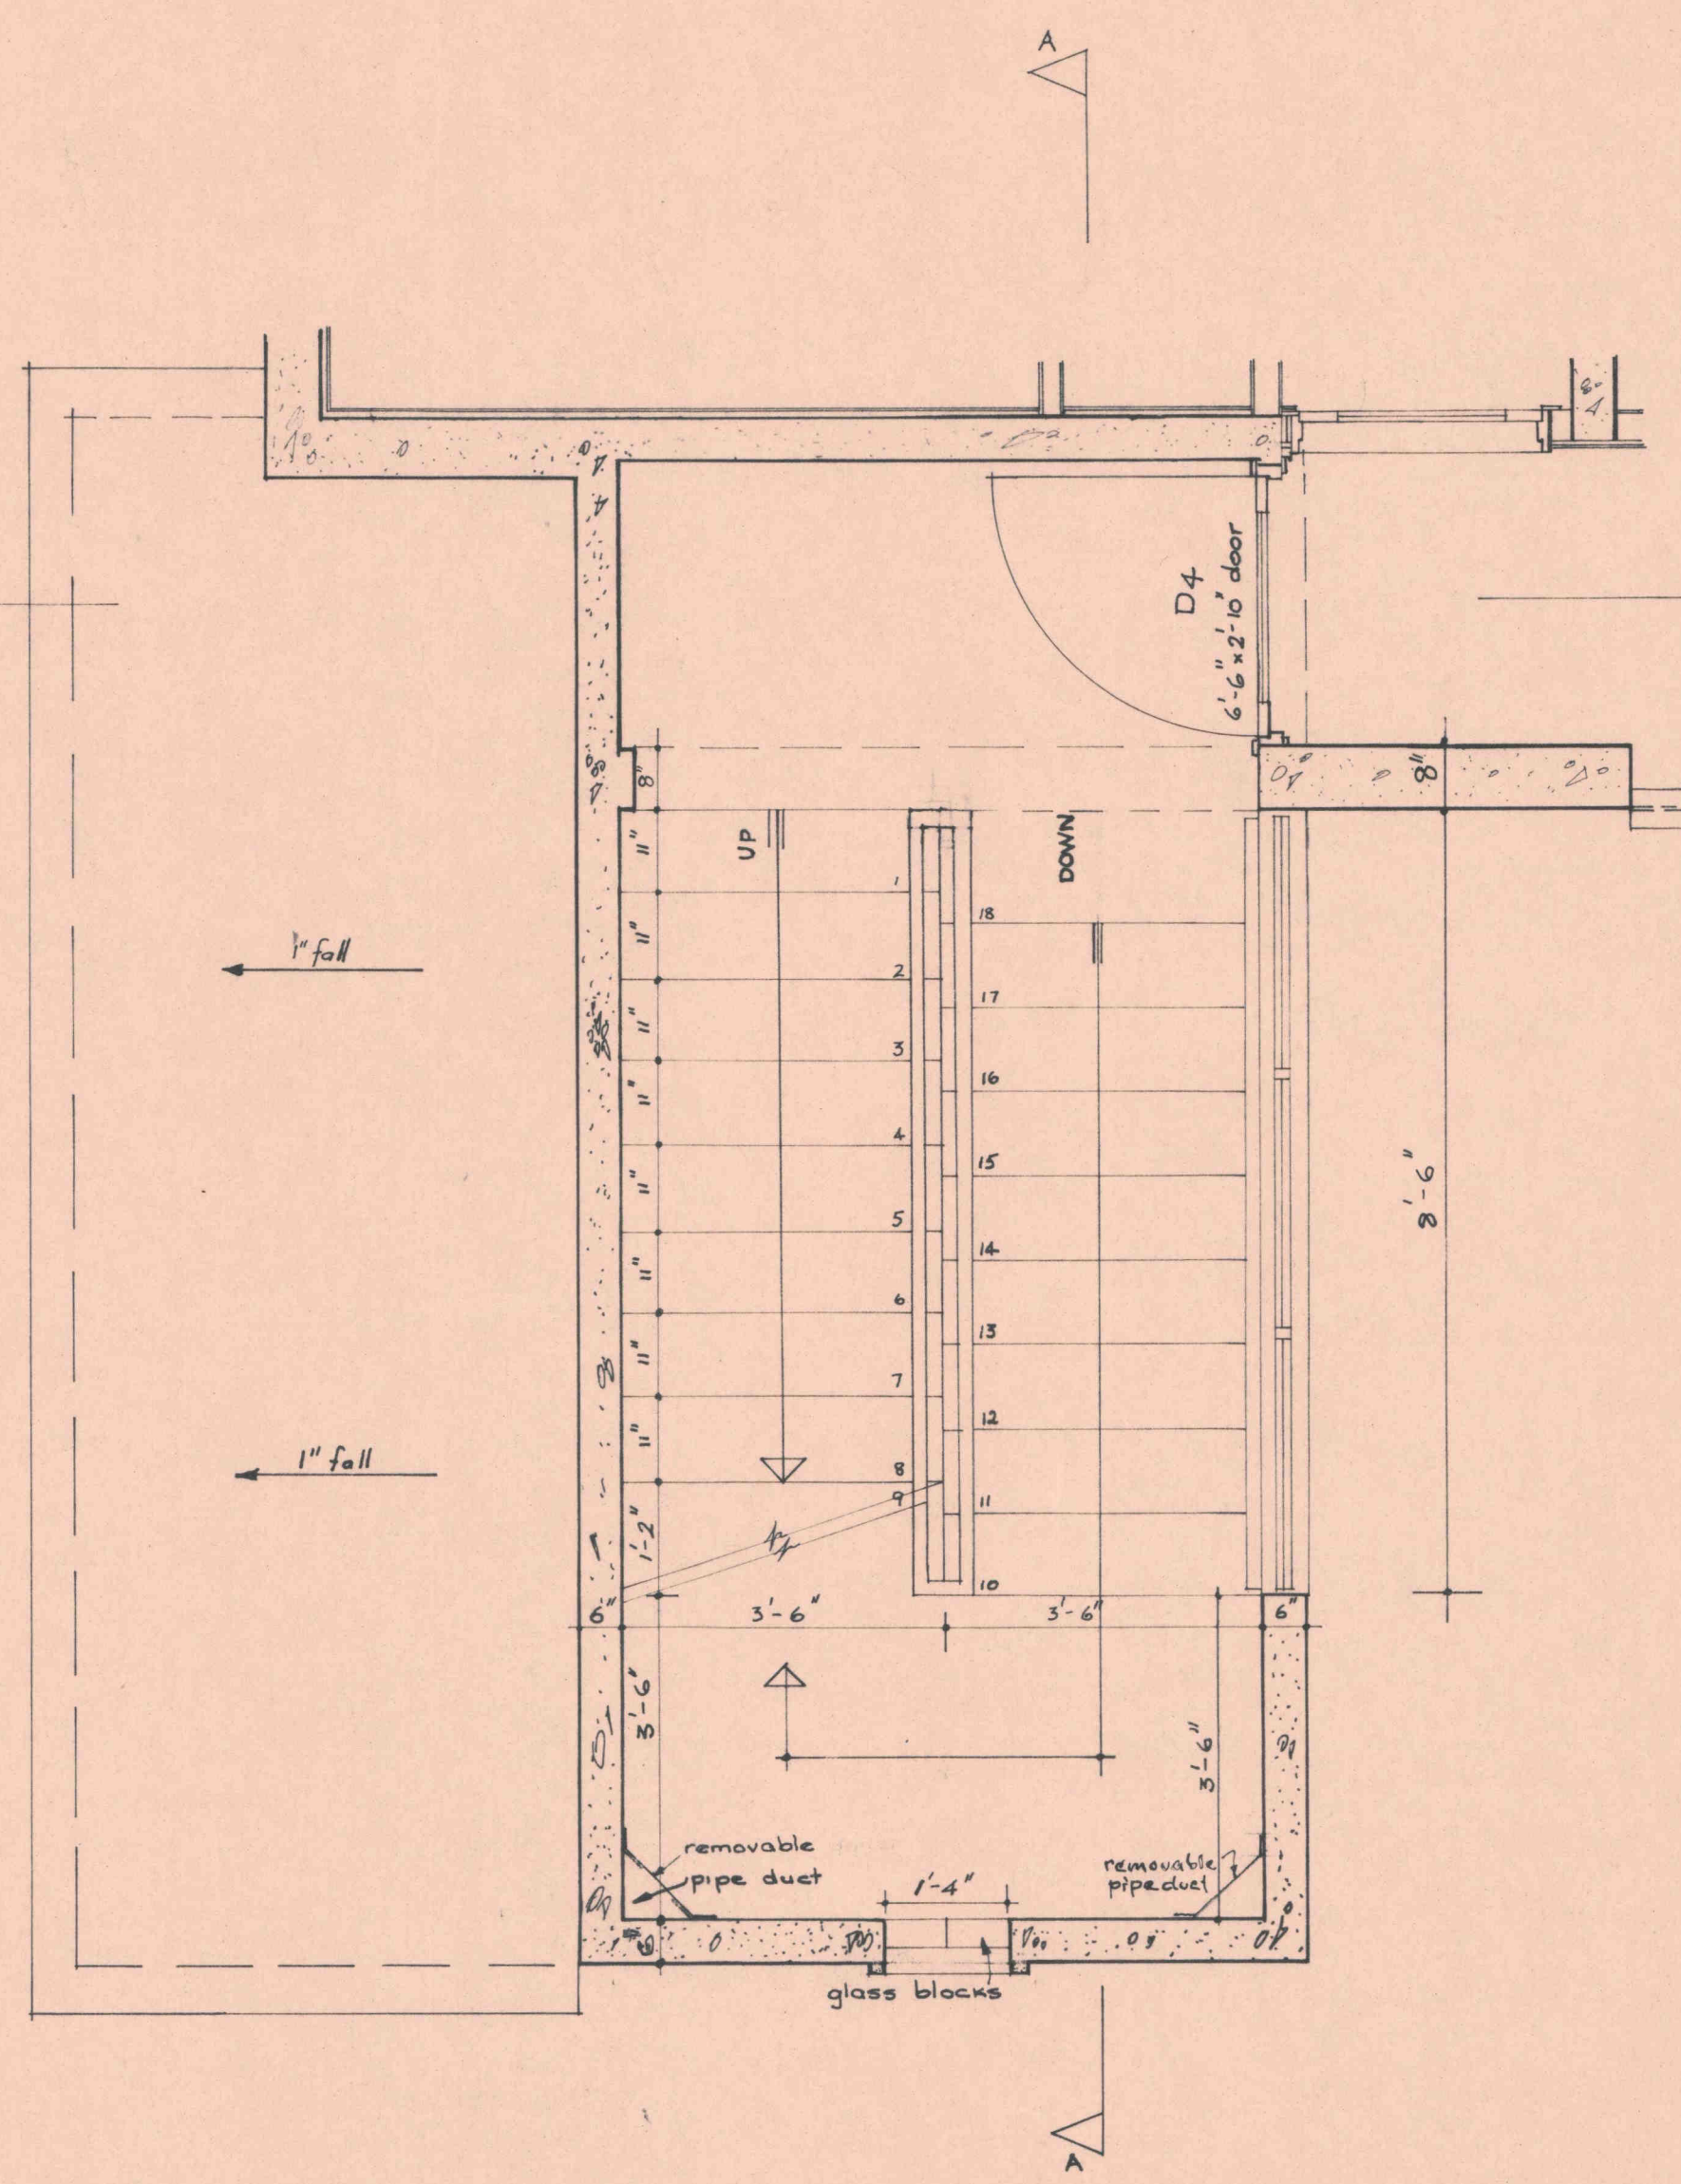 A
D4
6'-6" x 2'-10" door
8"
8"
UP
DOWN
11"
11"
11"
11"
11"
11"
11"
11"
1'-2"
1
2
3
4
5
6
7
8
9
18
17
16
15
14
13
12
11
10
1" fall
1" fall
8'-6"
6"
3'-6"
3'-6"
6"
3'-6"
3'-6"
removable
pipe duct
removable
pipe duct
1'-4"
glass blocks
A